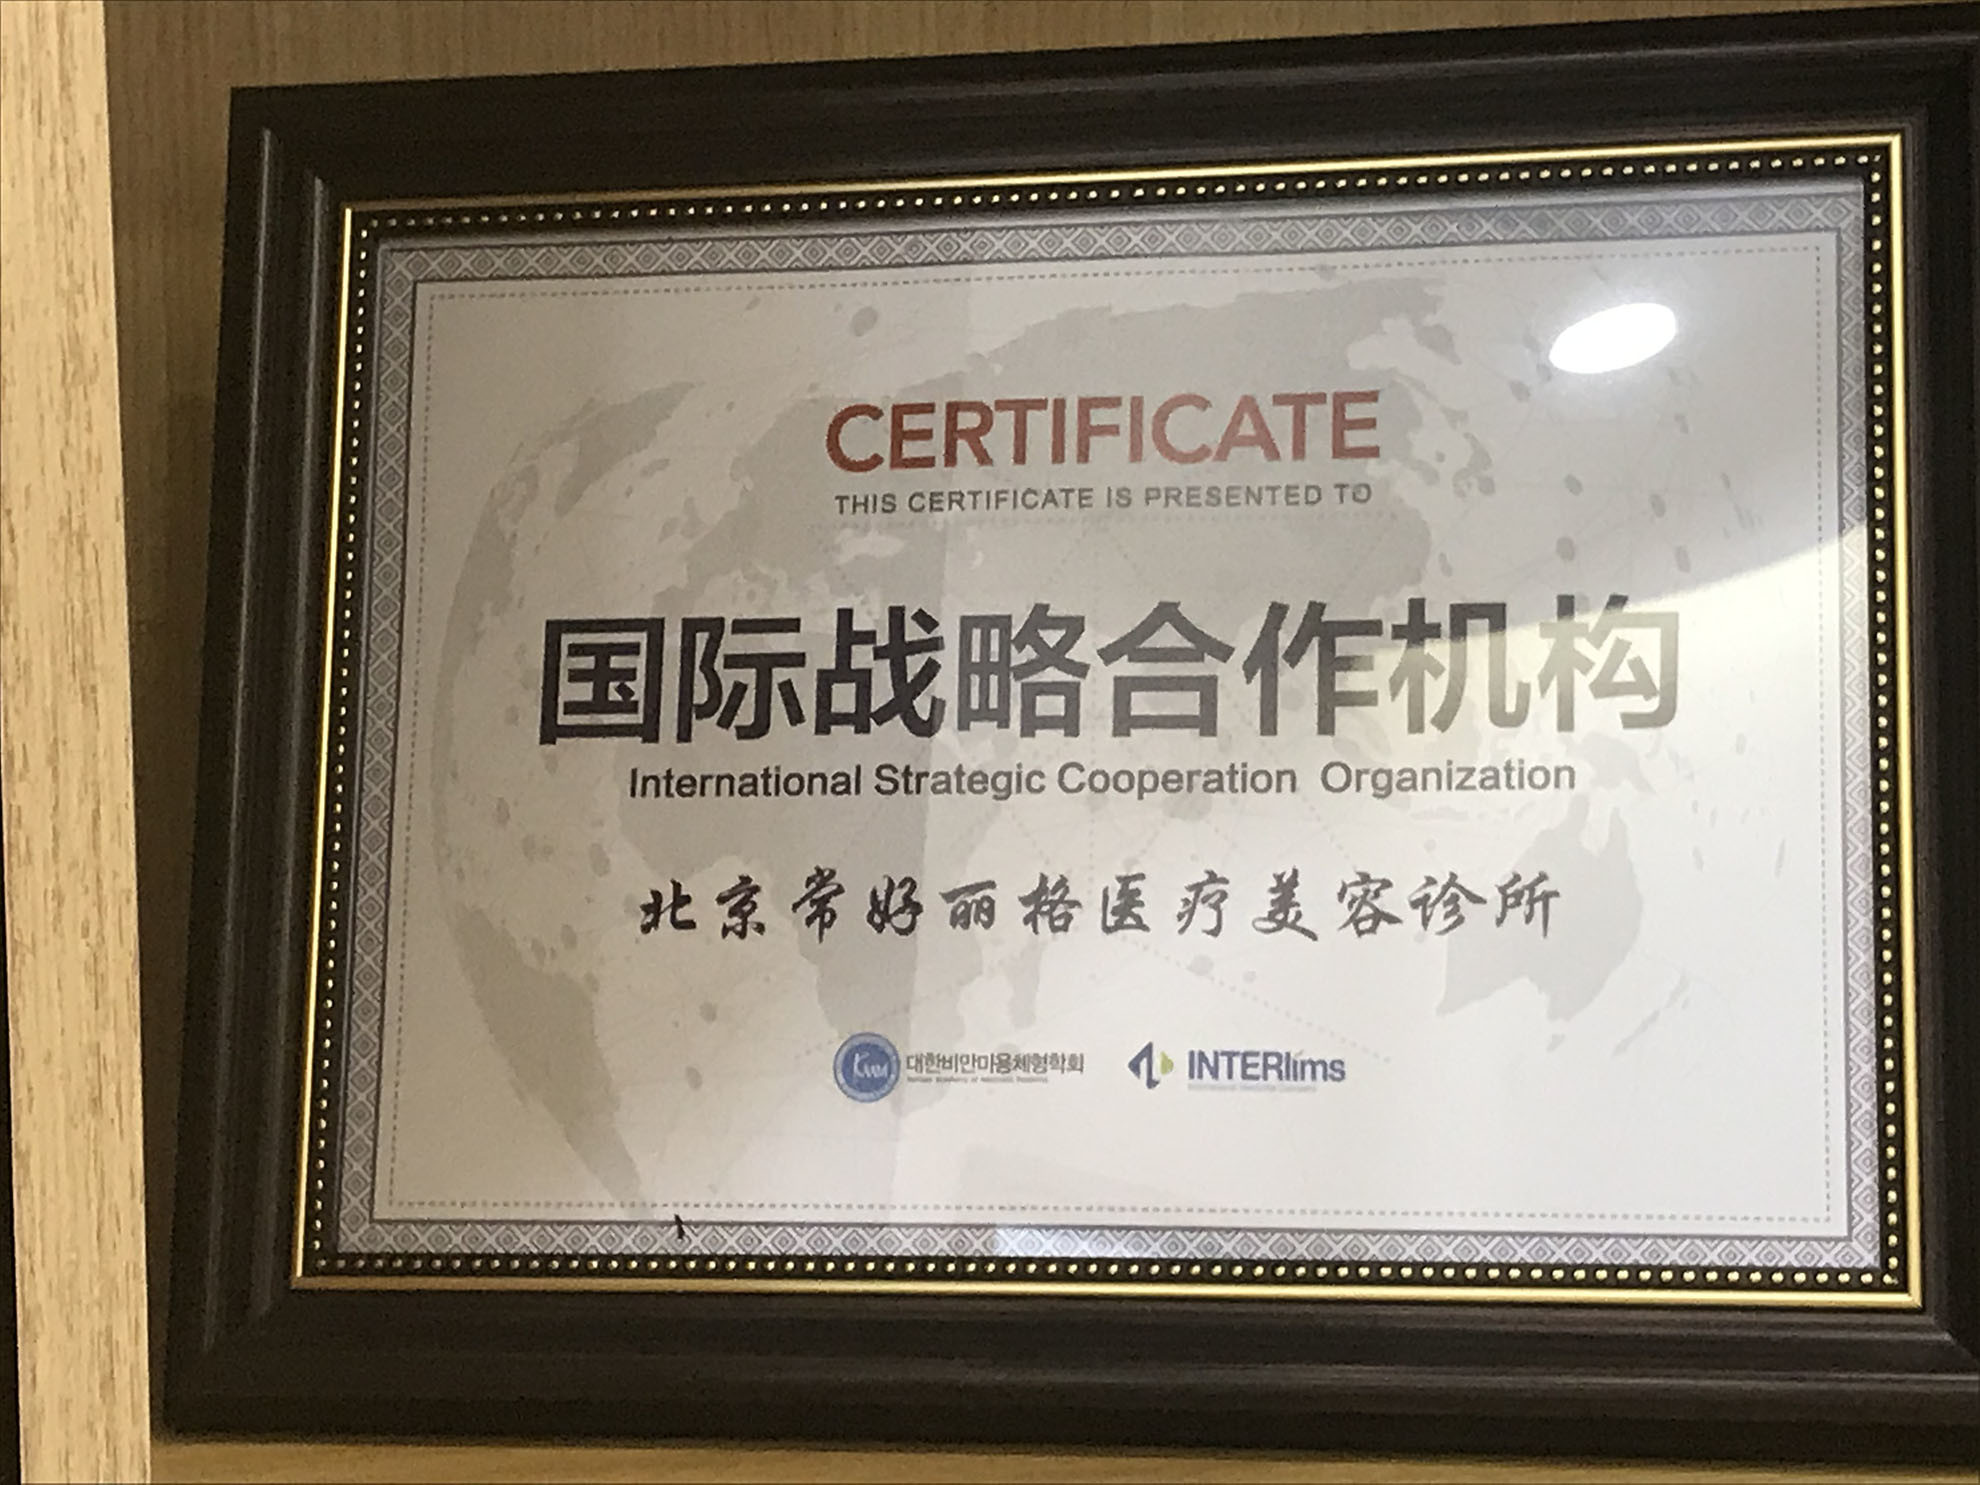 CERTIFICATE
THIS CERTIFICATE IS PRESENTED TO
国际战略合作机构
International Strategic Cooperation Organization
北京常好丽格医疗美容诊所
대한비만미용체형학회
INTERlims